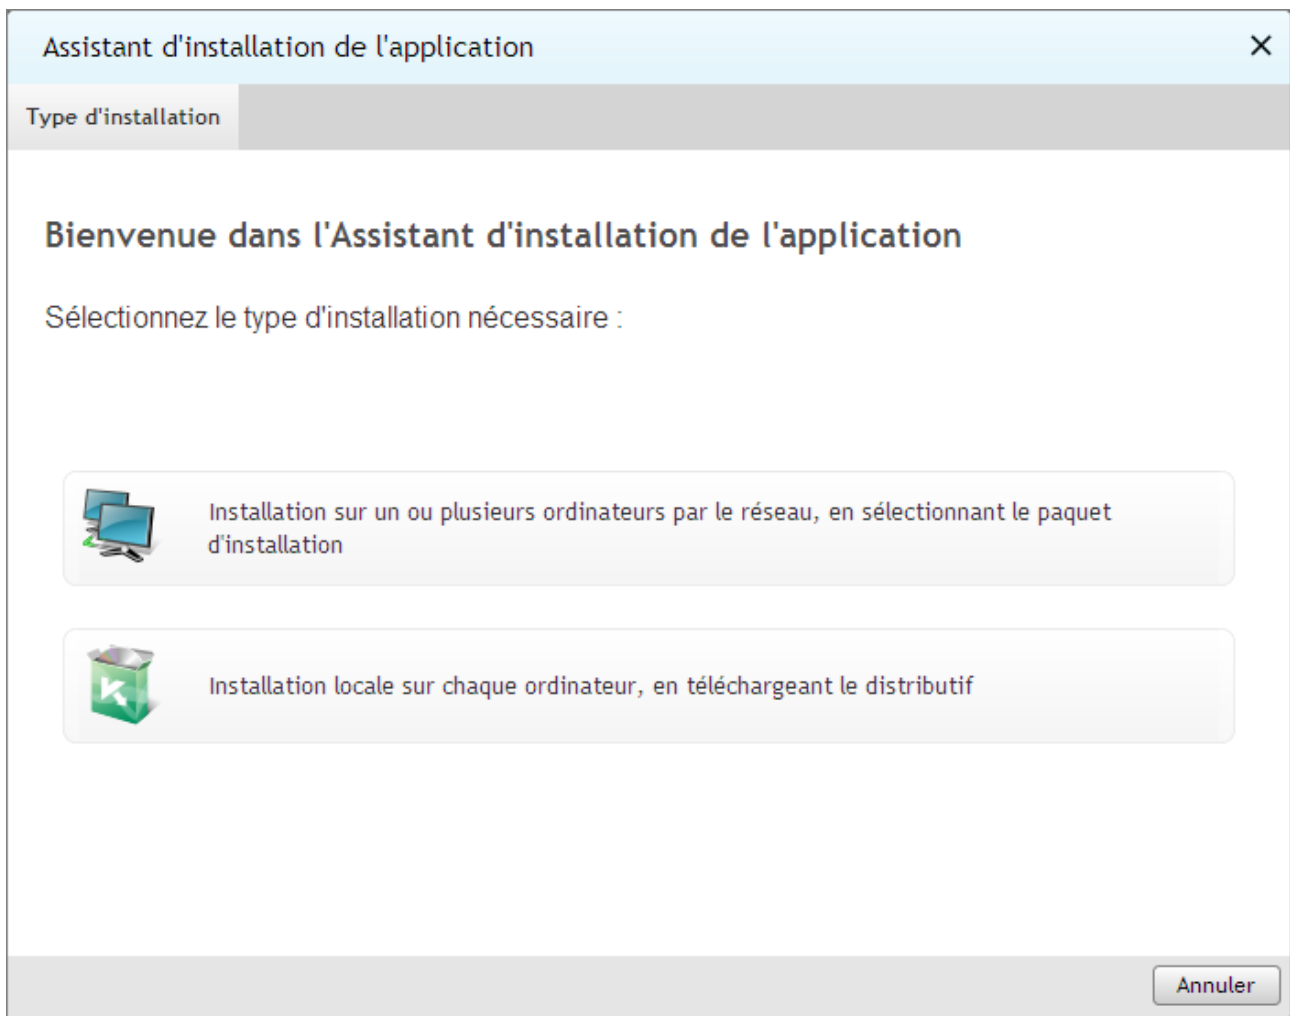 Assistant d'installation de l'application
Type d'installation
Bienvenue dans l'Assistant d'installation de l'application
Sélectionnez le type d'installation nécessaire :
Installation sur un ou plusieurs ordinateurs par le réseau, en sélectionnant le paquet
d'installation
Installation locale sur chaque ordinateur, en téléchargeant le distributif
Annuler